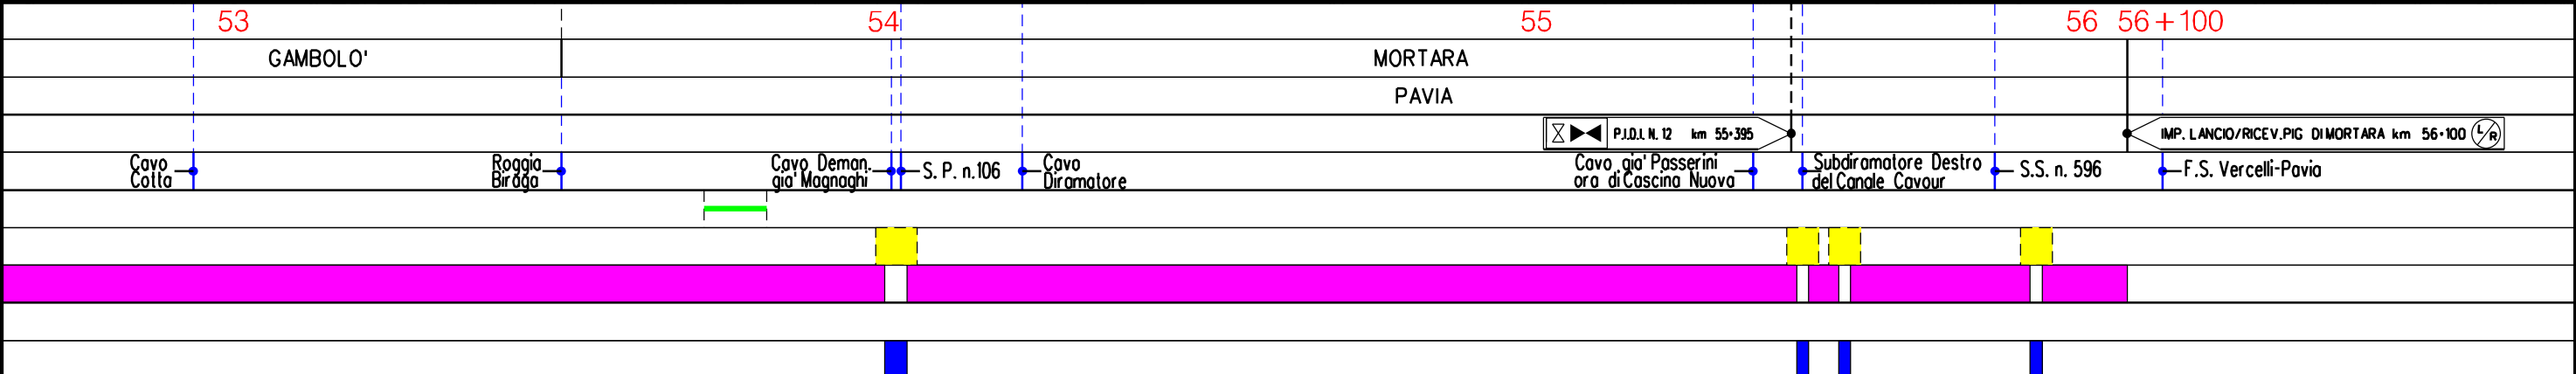 53 54 55 56 56+100
GAMBOLO' MORTARA
PAVIA
P.I.D.I. N. 12 km 55+395
IMP. LANCIO/RICEV.PIG DI MORTARA km 56+100 L/R
Cavo
Cotta
Roggia
Biraga
Cavo Deman.
gia' Magnaghi
S. P. n.106
Cavo
Diramatore
Cavo gia' Passerini
ora di Cascina Nuova
Subdiramatore Destro
del Canale Cavour
S.S. n. 596
F.S. Vercelli-Pavia